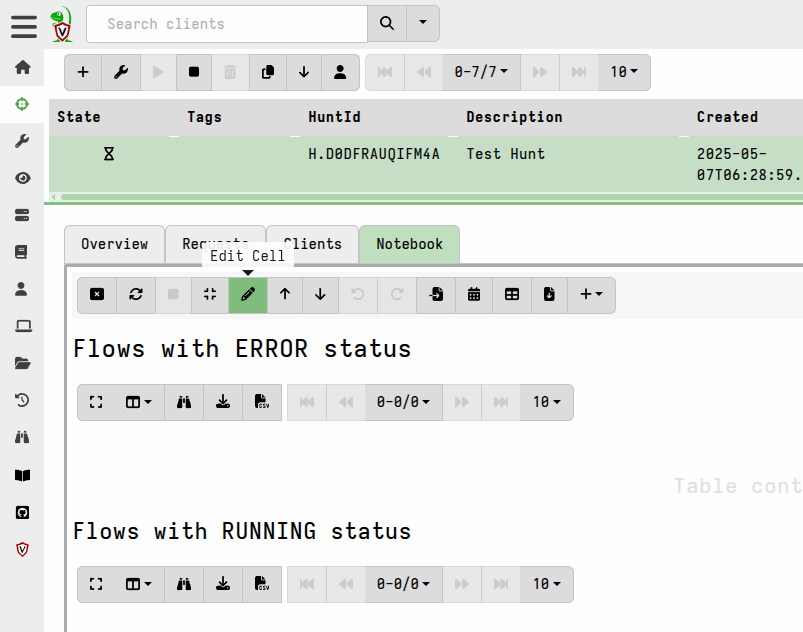 Search clients
0-7/7
10
State Tags HuntId Description Created
H.D0DFRAUQIFM4A Test Hunt 2025-05-
07T06:28:59.
Overview Requests Clients Notebook
Edit Cell
Flows with ERROR status
CSV 0-0/0 10
Table cont
Flows with RUNNING status
CSV 0-0/0 10